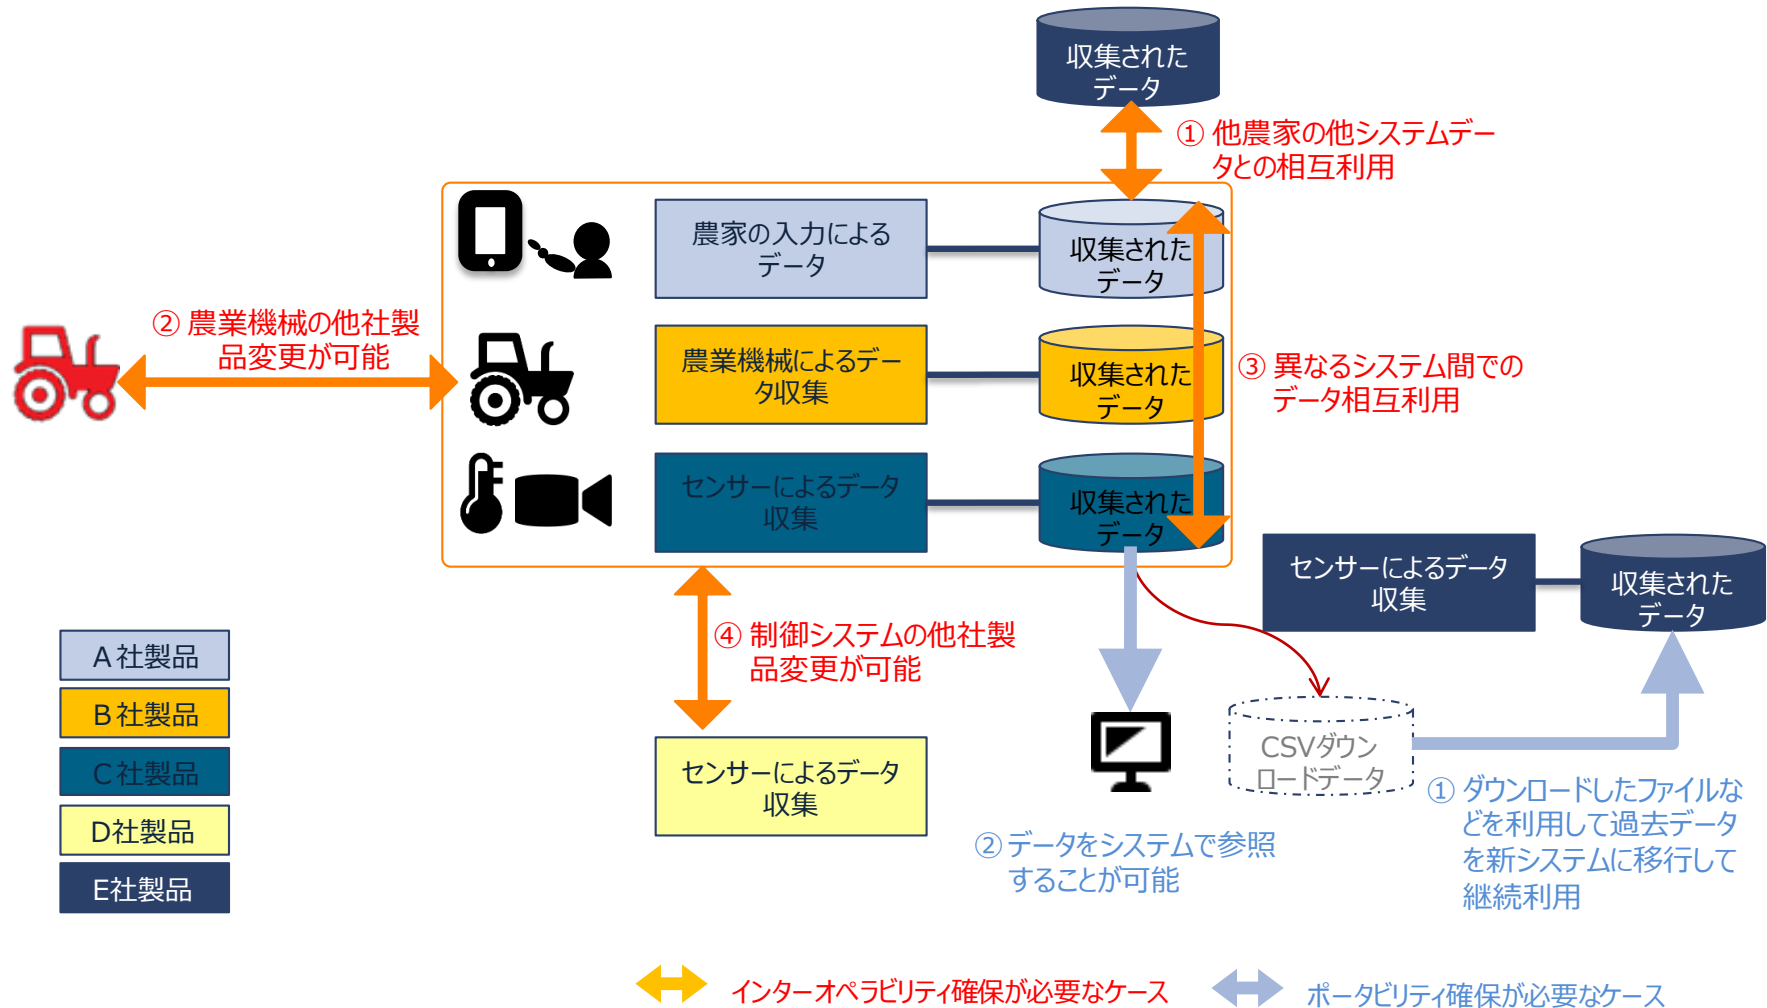 収集された
データ
① 他農家の他システムデー
タとの相互利用
農家の入力による
データ
収集された
データ
② 農業機械の他社製
品変更が可能
農業機械によるデー
タ収集
収集された
データ
③ 異なるシステム間での
データ相互利用
センサーによるデータ
収集
収集された
データ
センサーによるデータ
収集
収集された
データ
④ 制御システムの他社製
品変更が可能
A社製品
B社製品
C社製品
D社製品
E社製品
センサーによるデータ
収集
CSVダウン
ロードデータ
② データをシステムで参照
することが可能
① ダウンロードしたファイルな
どを利用して過去データ
を新システムに移行して
継続利用
インターオペラビリティ確保が必要なケース
ポータビリティ確保が必要なケース